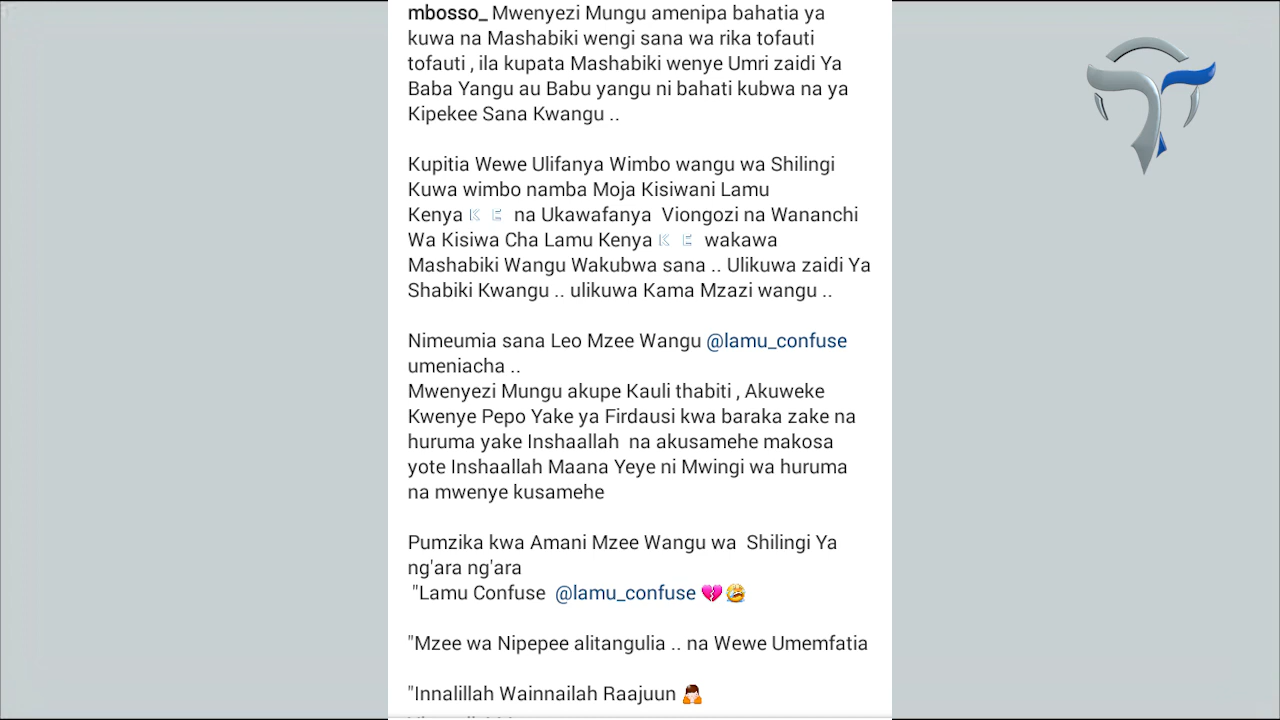 mbosso_ Mwenyezi Mungu amenipa bahatia ya
kuwa na Mashabiki wengi sana wa rika tofauti
tofauti , ila kupata Mashabiki wenye Umri zaidi Ya
Baba Yangu au Babu yangu ni bahati kubwa na ya
Kipekee Sana Kwangu ..
Kupitia Wewe Ulifanya Wimbo wangu wa Shilingi
Kuwa wimbo namba Moja Kisiwani Lamu
Kenya 🇰🇪 na Ukawafanya Viongozi na Wananchi
Wa Kisiwa Cha Lamu Kenya 🇰🇪 wakawa
Mashabiki Wangu Wakubwa sana .. Ulikuwa zaidi Ya
Shabiki Kwangu .. ulikuwa Kama Mzazi wangu ..
Nimeumia sana Leo Mzee Wangu @lamu_confuse
umeniacha ..
Mwenyezi Mungu akupe Kauli thabiti , Akuweke
Kwenye Pepo Yake ya Firdausi kwa baraka zake na
huruma yake Inshaallah na akusamehe makosa
yote Inshaallah Maana Yeye ni Mwingi wa huruma
na mwenye kusamehe
Pumzika kwa Amani Mzee Wangu wa Shilingi Ya
ng'ara ng'ara
"Lamu Confuse @lamu_confuse 💔😭
"Mzee wa Nipepee alitangulia .. na Wewe Umemfatia
"Innalillah Wainnailah Raajuun 🙏